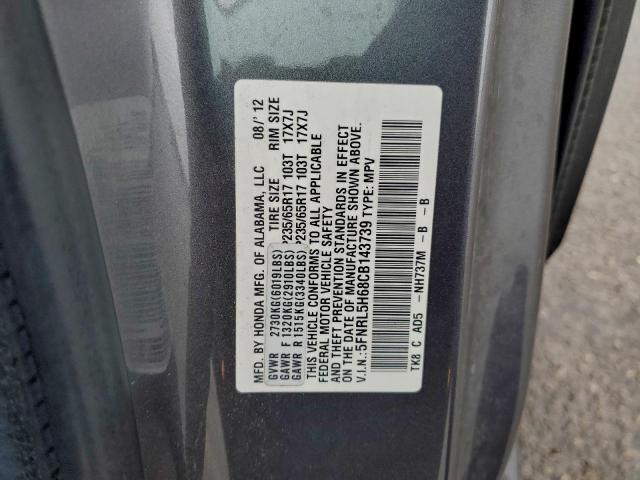 MFD. BY HONDA MFG. OF ALABAMA, LLC 08/'12
GVWR 2730KG(6019LBS) TIRE SIZE RIM SIZE
GAWR F 1320KG(2910LBS) P235/65R17 103T 17X7J
GAWR R 1515KG(3340LBS) P235/65R17 103T 17X7J
THIS VEHICLE CONFORMS TO ALL APPLICABLE
FEDERAL MOTOR VEHICLE SAFETY
AND THEFT PREVENTION STANDARDS IN EFFECT
ON THE DATE OF MANUFACTURE SHOWN ABOVE.
V.I.N.:5FNRL5H68CB143739 TYPE: MPV
TK8 C AD5 -NH737M -B -B